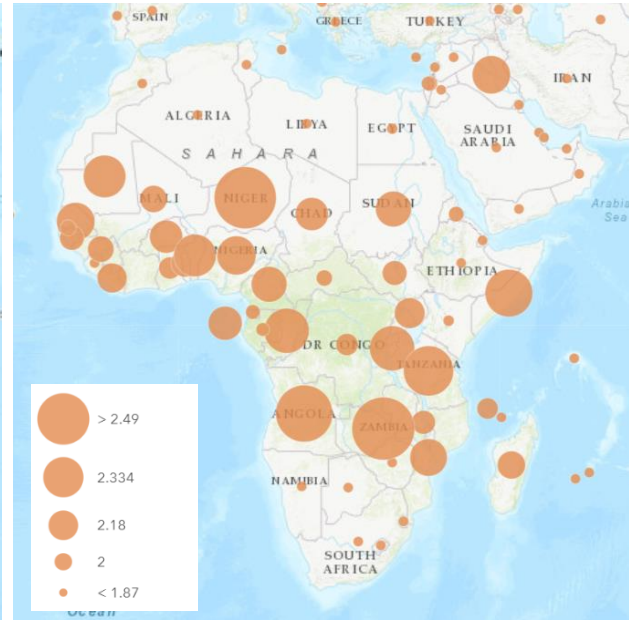 SPAIN
GREECE
TURKEY
IRAN
ALGERIA
LIBYA
EGYPT
SAUDI
ARABIA
SAHARA
MALI
NIGER
CHAD
SUDAN
Arabia
Sea
NIGERIA
ETHIOPIA
DR CONGO
TANZANIA
ANGOLA
ZAMBIA
NAMIBIA
SOUTH
AFRICA
> 2.49
2.334
2.18
2
< 1.87
Ocean